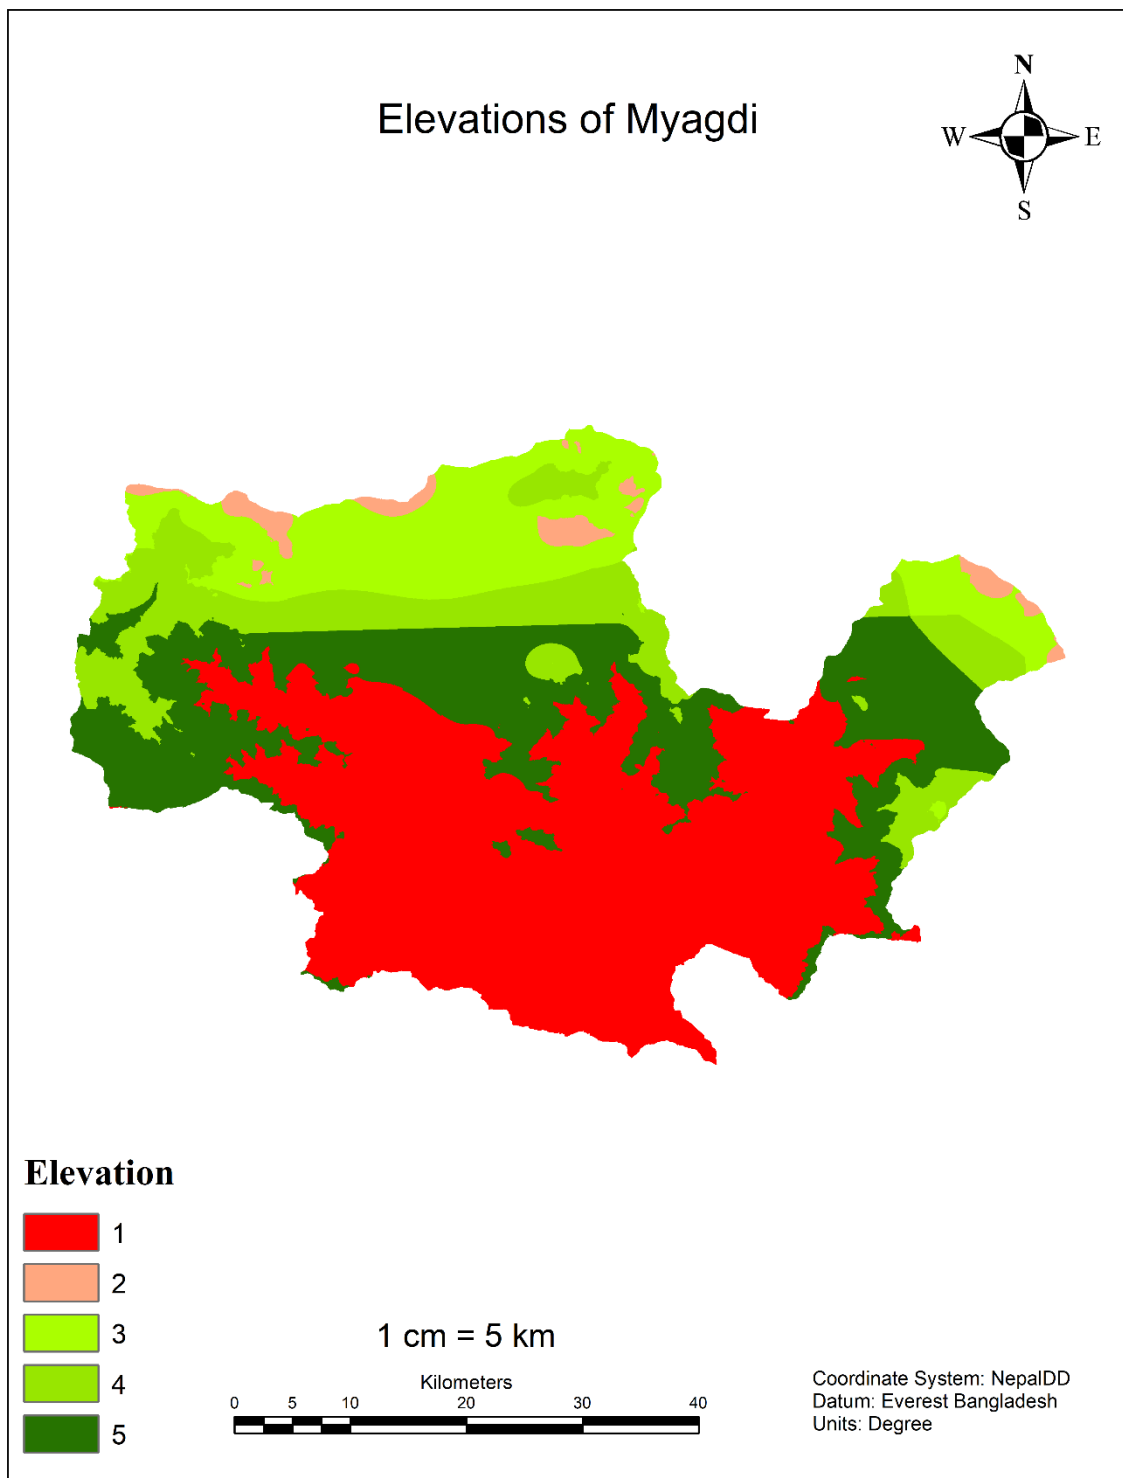 N
Elevations of Myagdi
W E
S
Elevation
1
2
3
4
5
1 cm = 5 km
Kilometers
0 5 10 20 30 40
Coordinate System: NepalDD
Datum: Everest Bangladesh
Units: Degree